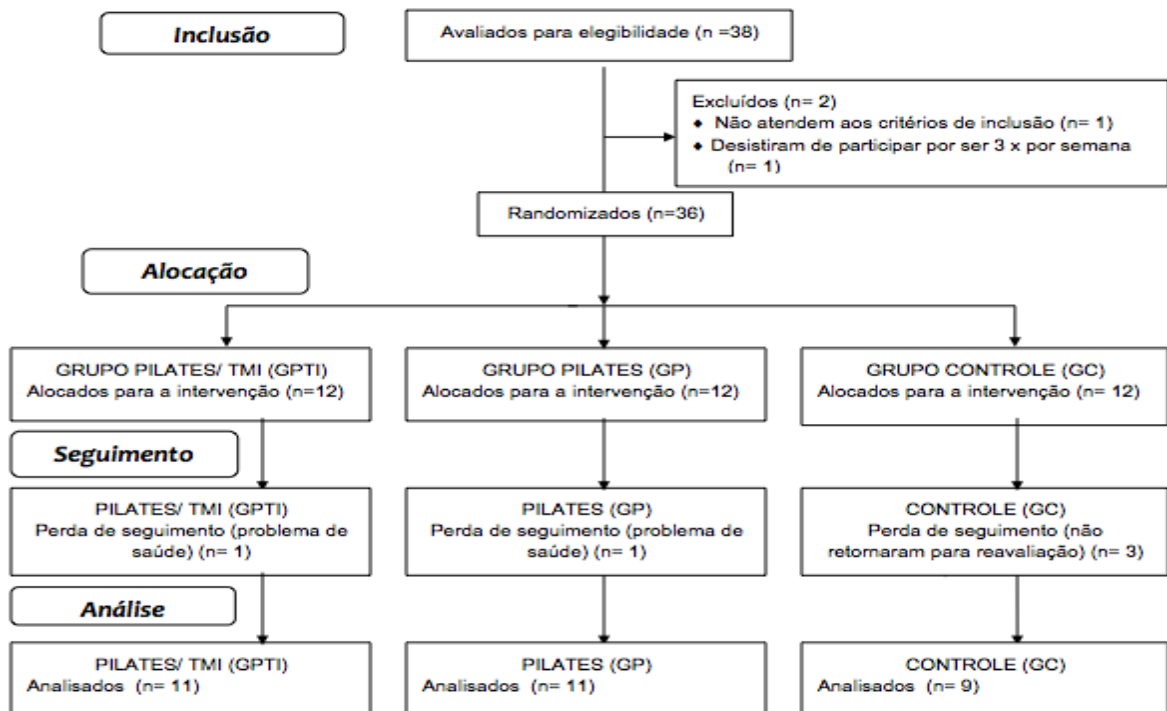 Inclusão
Avaliados para elegibilidade (n =38)
Excluídos (n= 2)
♦ Não atendem aos critérios de inclusão (n= 1)
♦ Desistiram de participar por ser 3 x por semana
(n= 1)
Randomizados (n=36)
Alocação
GRUPO PILATES/ TMI (GPTI)
Alocados para a intervenção (n=12)
GRUPO PILATES (GP)
Alocados para a intervenção (n=12)
GRUPO CONTROLE (GC)
Alocados para a intervenção (n= 12)
Seguimento
PILATES/ TMI (GPTI)
Perda de seguimento (problema de
saúde) (n= 1)
PILATES (GP)
Perda de seguimento (problema de
saúde) (n= 1)
CONTROLE (GC)
Perda de seguimento (não
retornaram para reavaliação) (n= 3)
Análise
PILATES/ TMI (GPTI)
Analisados (n= 11)
PILATES (GP)
Analisados (n= 11)
CONTROLE (GC)
Analisados (n= 9)